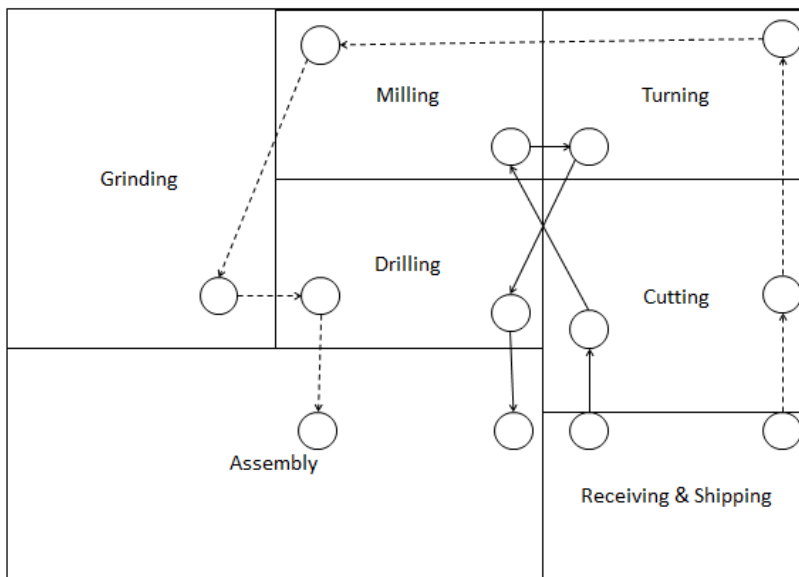 Milling
Turning
Grinding
Drilling
Cutting
Assembly
Receiving & Shipping